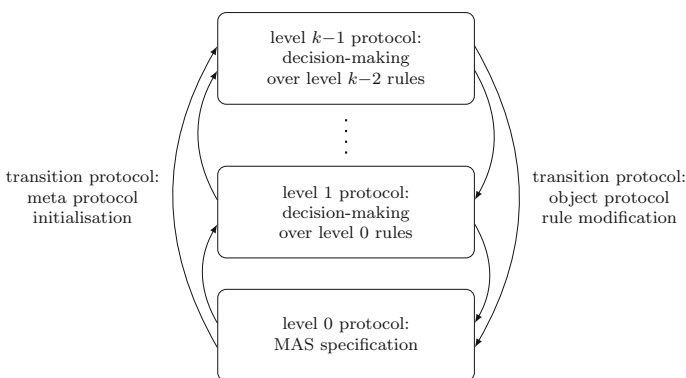 level k−1 protocol:
decision-making
over level k−2 rules
transition protocol:
meta protocol
initialisation
level 1 protocol:
decision-making
over level 0 rules
transition protocol:
object protocol
rule modification
level 0 protocol:
MAS specification